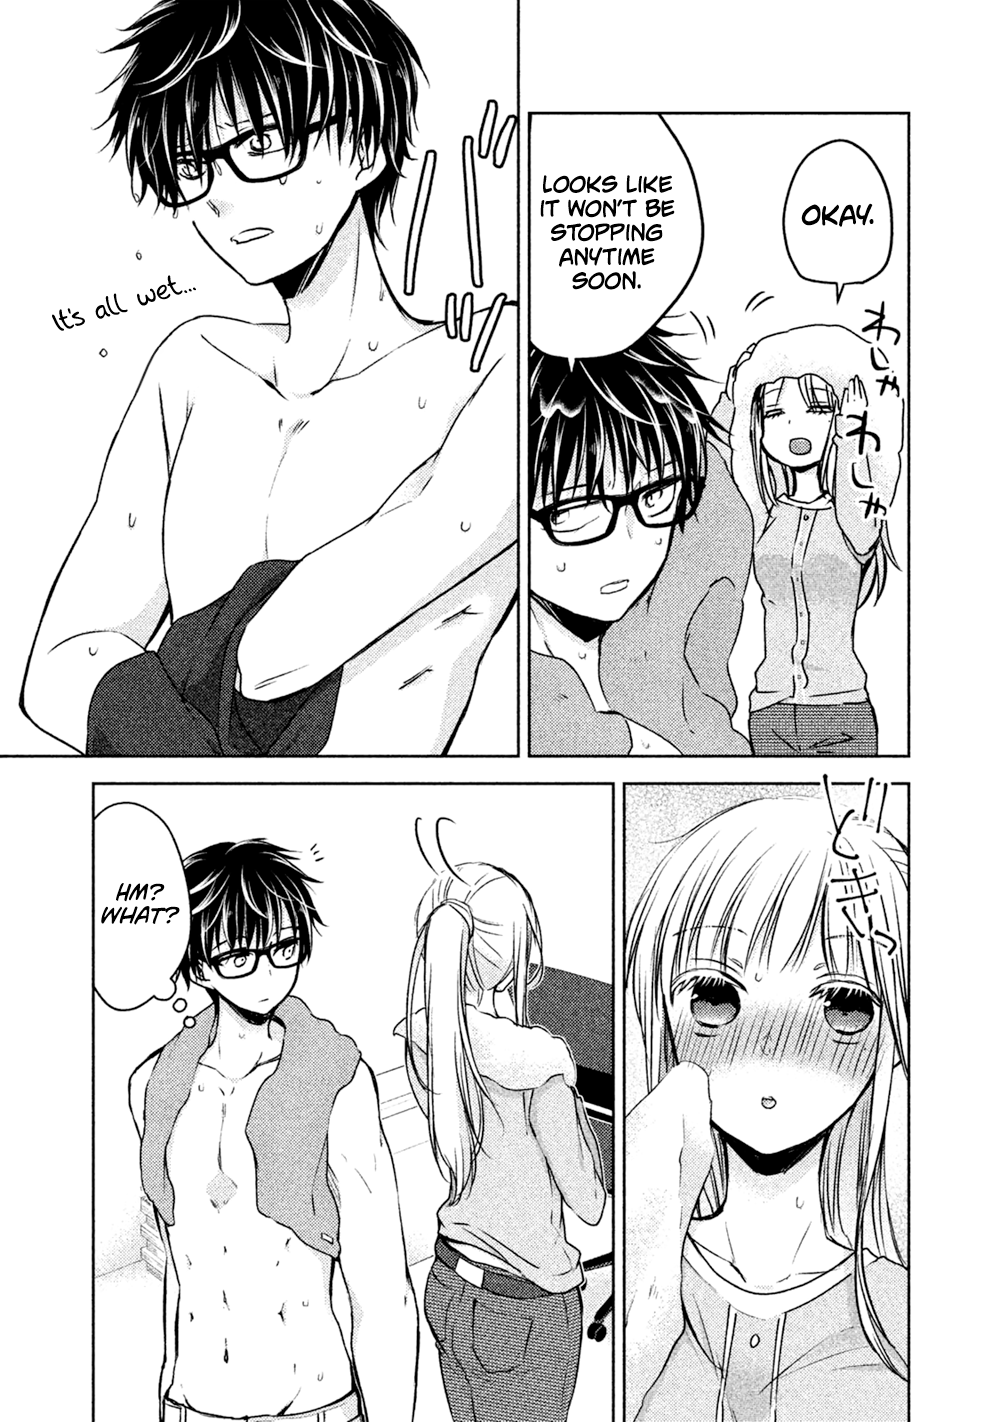 OKAY.
LOOKS LIKE
IT WON'T BE
STOPPING
ANYTIME
SOON.
わしゃ
わしゃ
It's all wet...
どきっ
HM?
WHAT?